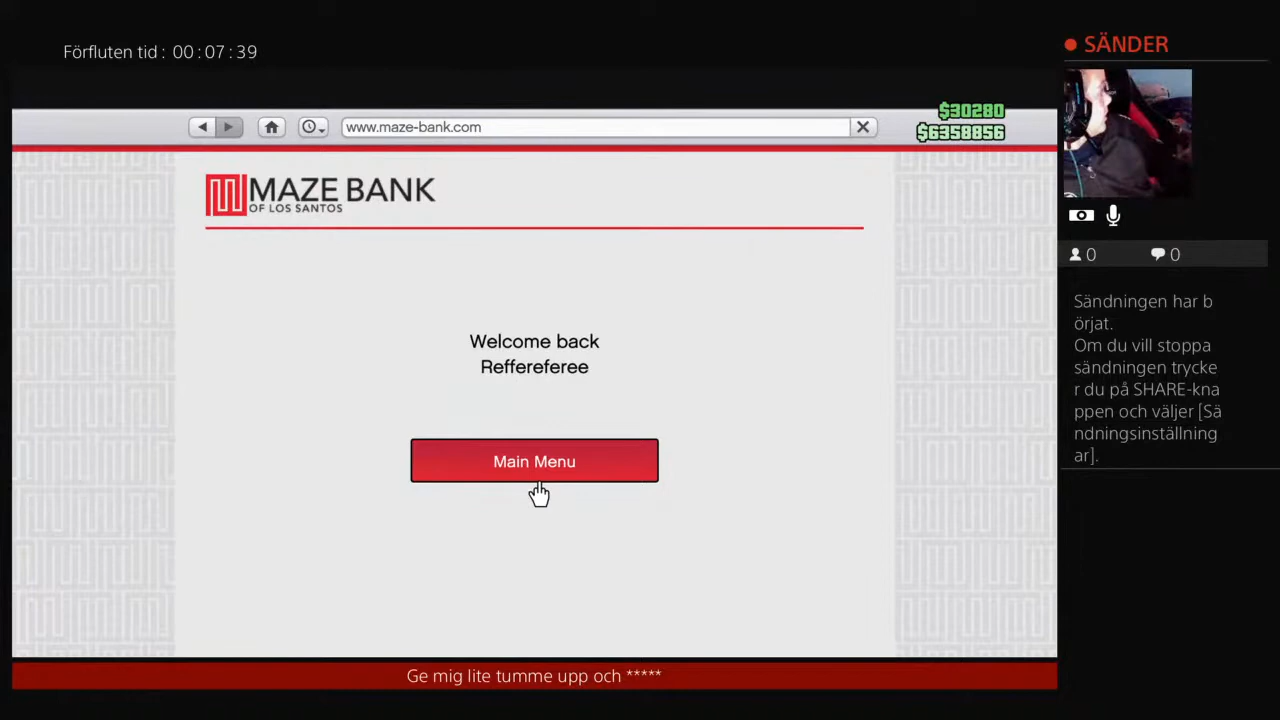 Förfluten tid : 00:07:39
SÄNDER
www.maze-bank.com
$30280
$6358856
MAZE BANK
OF LOS SANTOS
0
0
Sändningen har b
örjat.
Om du vill stoppa
sändningen trycke
r du på SHARE-kna
ppen och väljer [Sä
ndningsinställning
ar].
Welcome back
Reffereferee
Main Menu
Ge mig lite tumme upp och *****